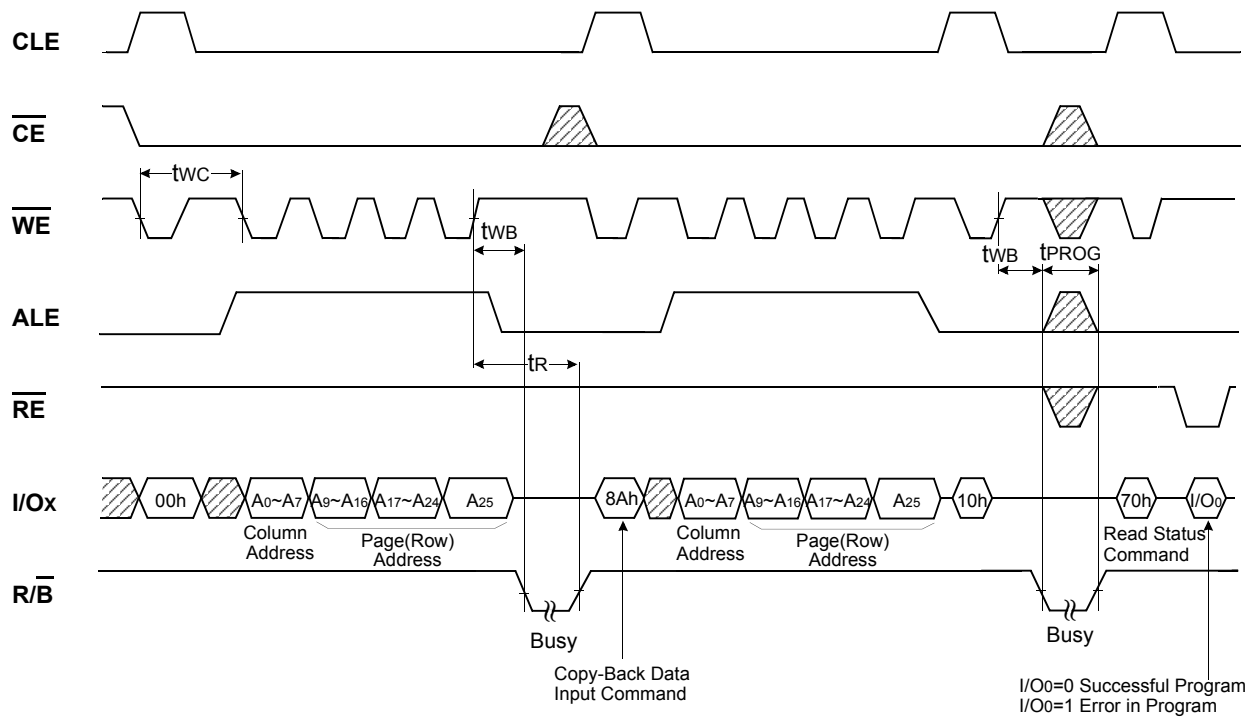 CLE
CE
tWC
WE
tWB
tWB
tPROG
ALE
tR
RE
I/Ox
00h
A0~A7
A9~A16
A17~A24
A25
8Ah
A0~A7
A9~A16
A17~A24
A25
10h
70h
I/O0
Column
Address
Page(Row)
Address
Column
Address
Page(Row)
Address
Read Status
Command
R/B
Busy
Busy
Copy-Back Data
Input Command
I/O0=0 Successful Program
I/O0=1 Error in Program